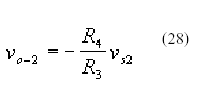 v_{o-2} = - \frac{R_4}{R_3} v_{s2} (28)